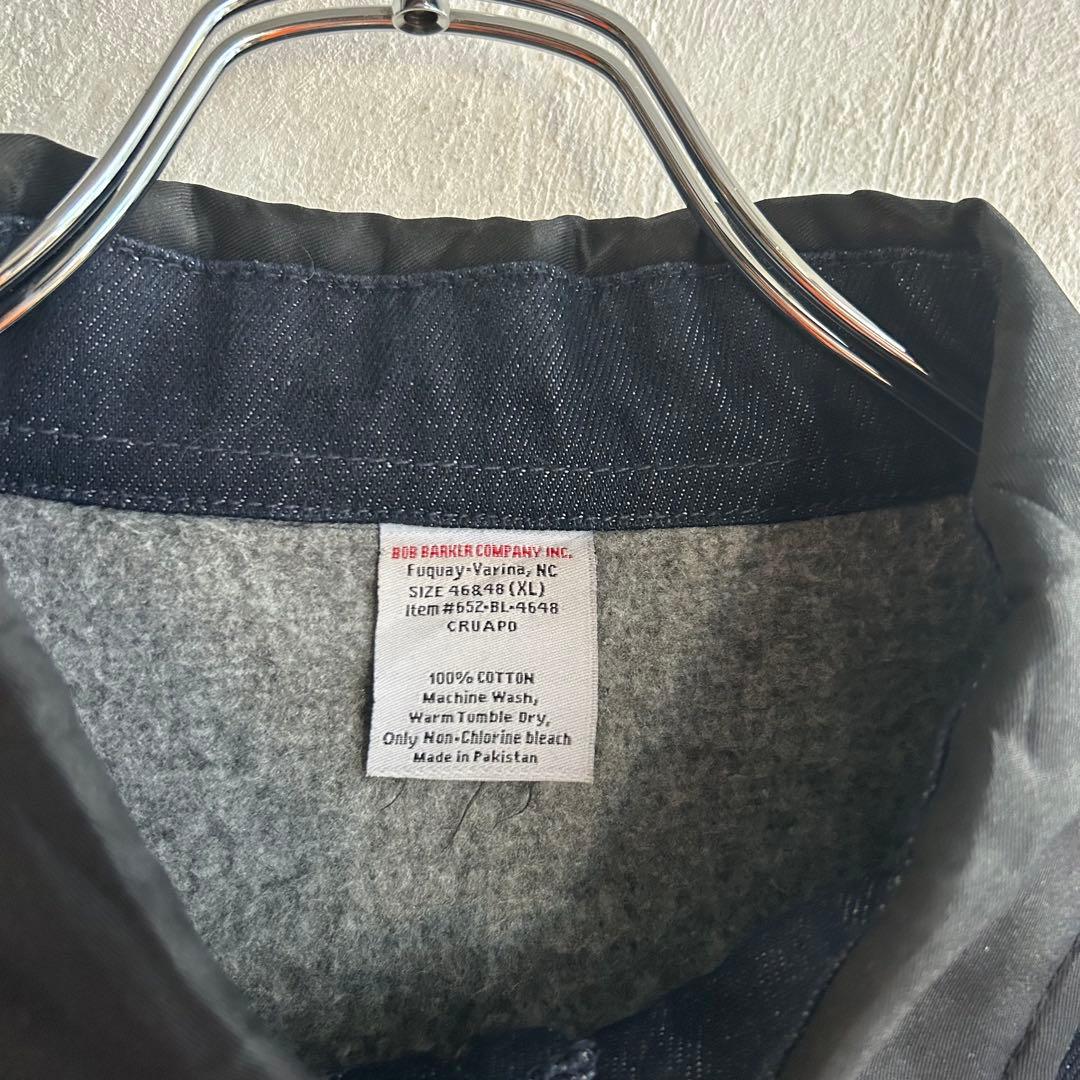 BOB BARKER COMPANY INC.
Fuquay-Varina, NC
SIZE 46&48 (XL)
Item #652-BL-4648
CRUAPO
100% COTTON
Machine Wash,
Warm Tumble Dry,
Only Non-Chlorine bleach
Made in Pakistan